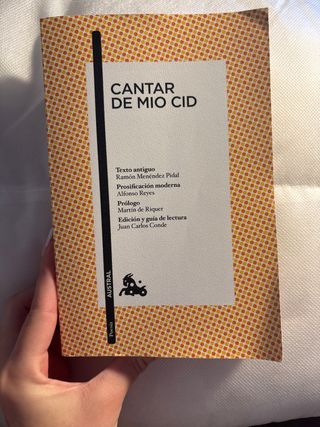 CANTAR
DE MIO CID
Texto antiguo
Ramón Menéndez Pidal
Prosificación moderna
Alfonso Reyes
Prólogo
Martín de Riquer
Edición y guía de lectura
Juan Carlos Conde
AUSTRAL
Poesía